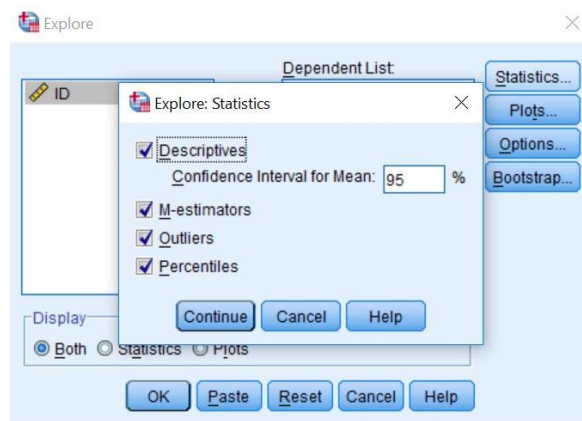 Explore
Dependent List:
Statistics...
ID
Explore: Statistics
Plots...
Descriptives
Options...
Confidence Interval for Mean: 95 %
Bootstrap...
M-estimators
Outliers
Percentiles
Continue Cancel Help
Display
Both Statistics Plots
OK Paste Reset Cancel Help